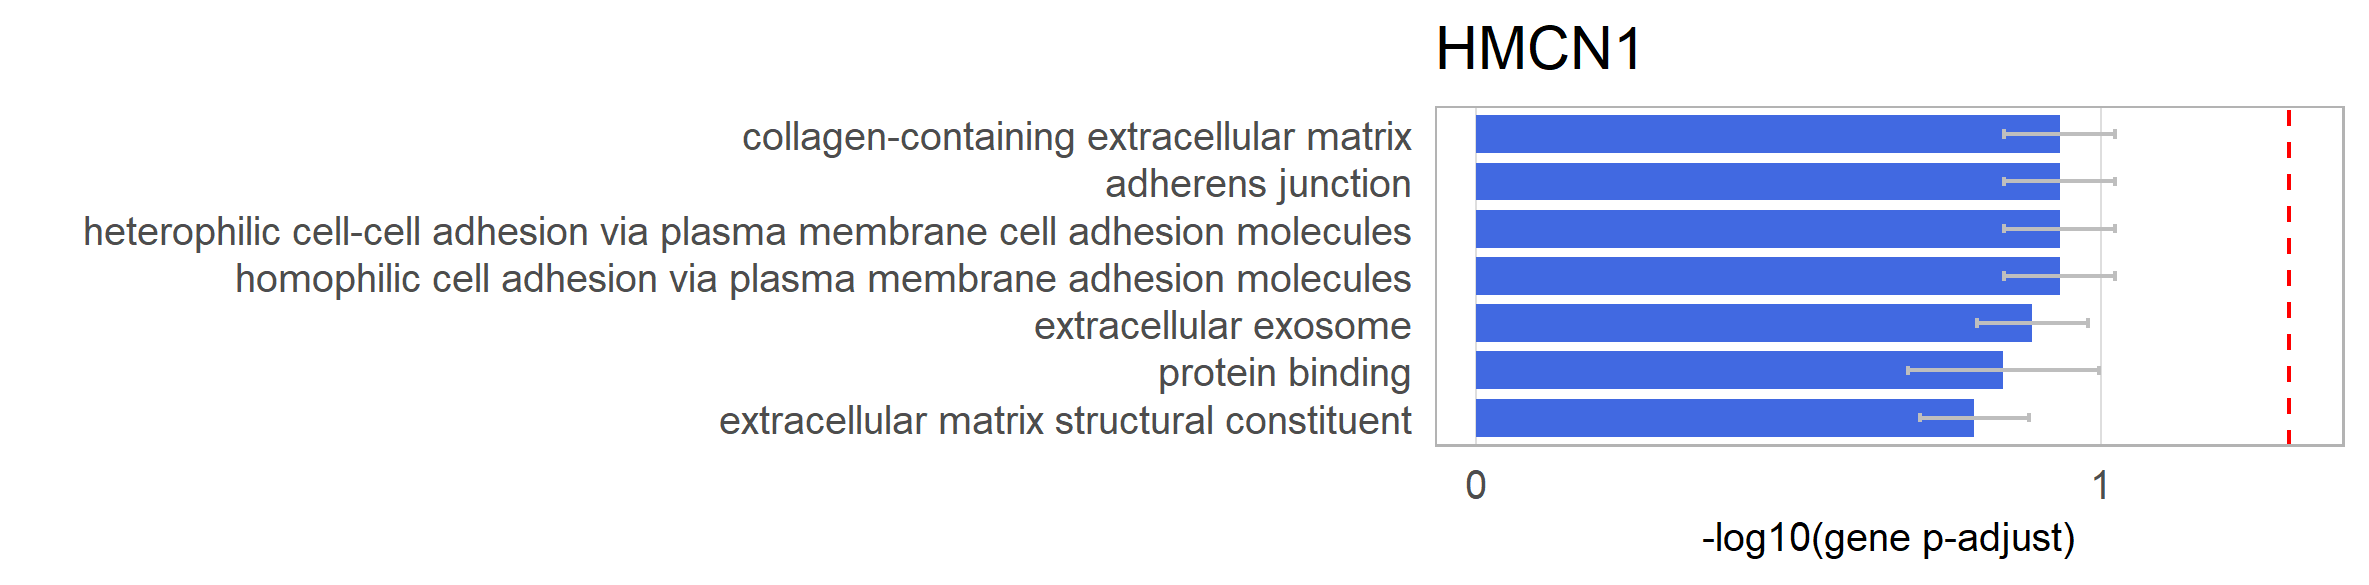 HMCN1
collagen-containing extracellular matrix
adherens junction
heterophilic cell-cell adhesion via plasma membrane cell adhesion molecules
homophilic cell adhesion via plasma membrane adhesion molecules
extracellular exosome
protein binding
extracellular matrix structural constituent
0 1
-log10(gene p-adjust)